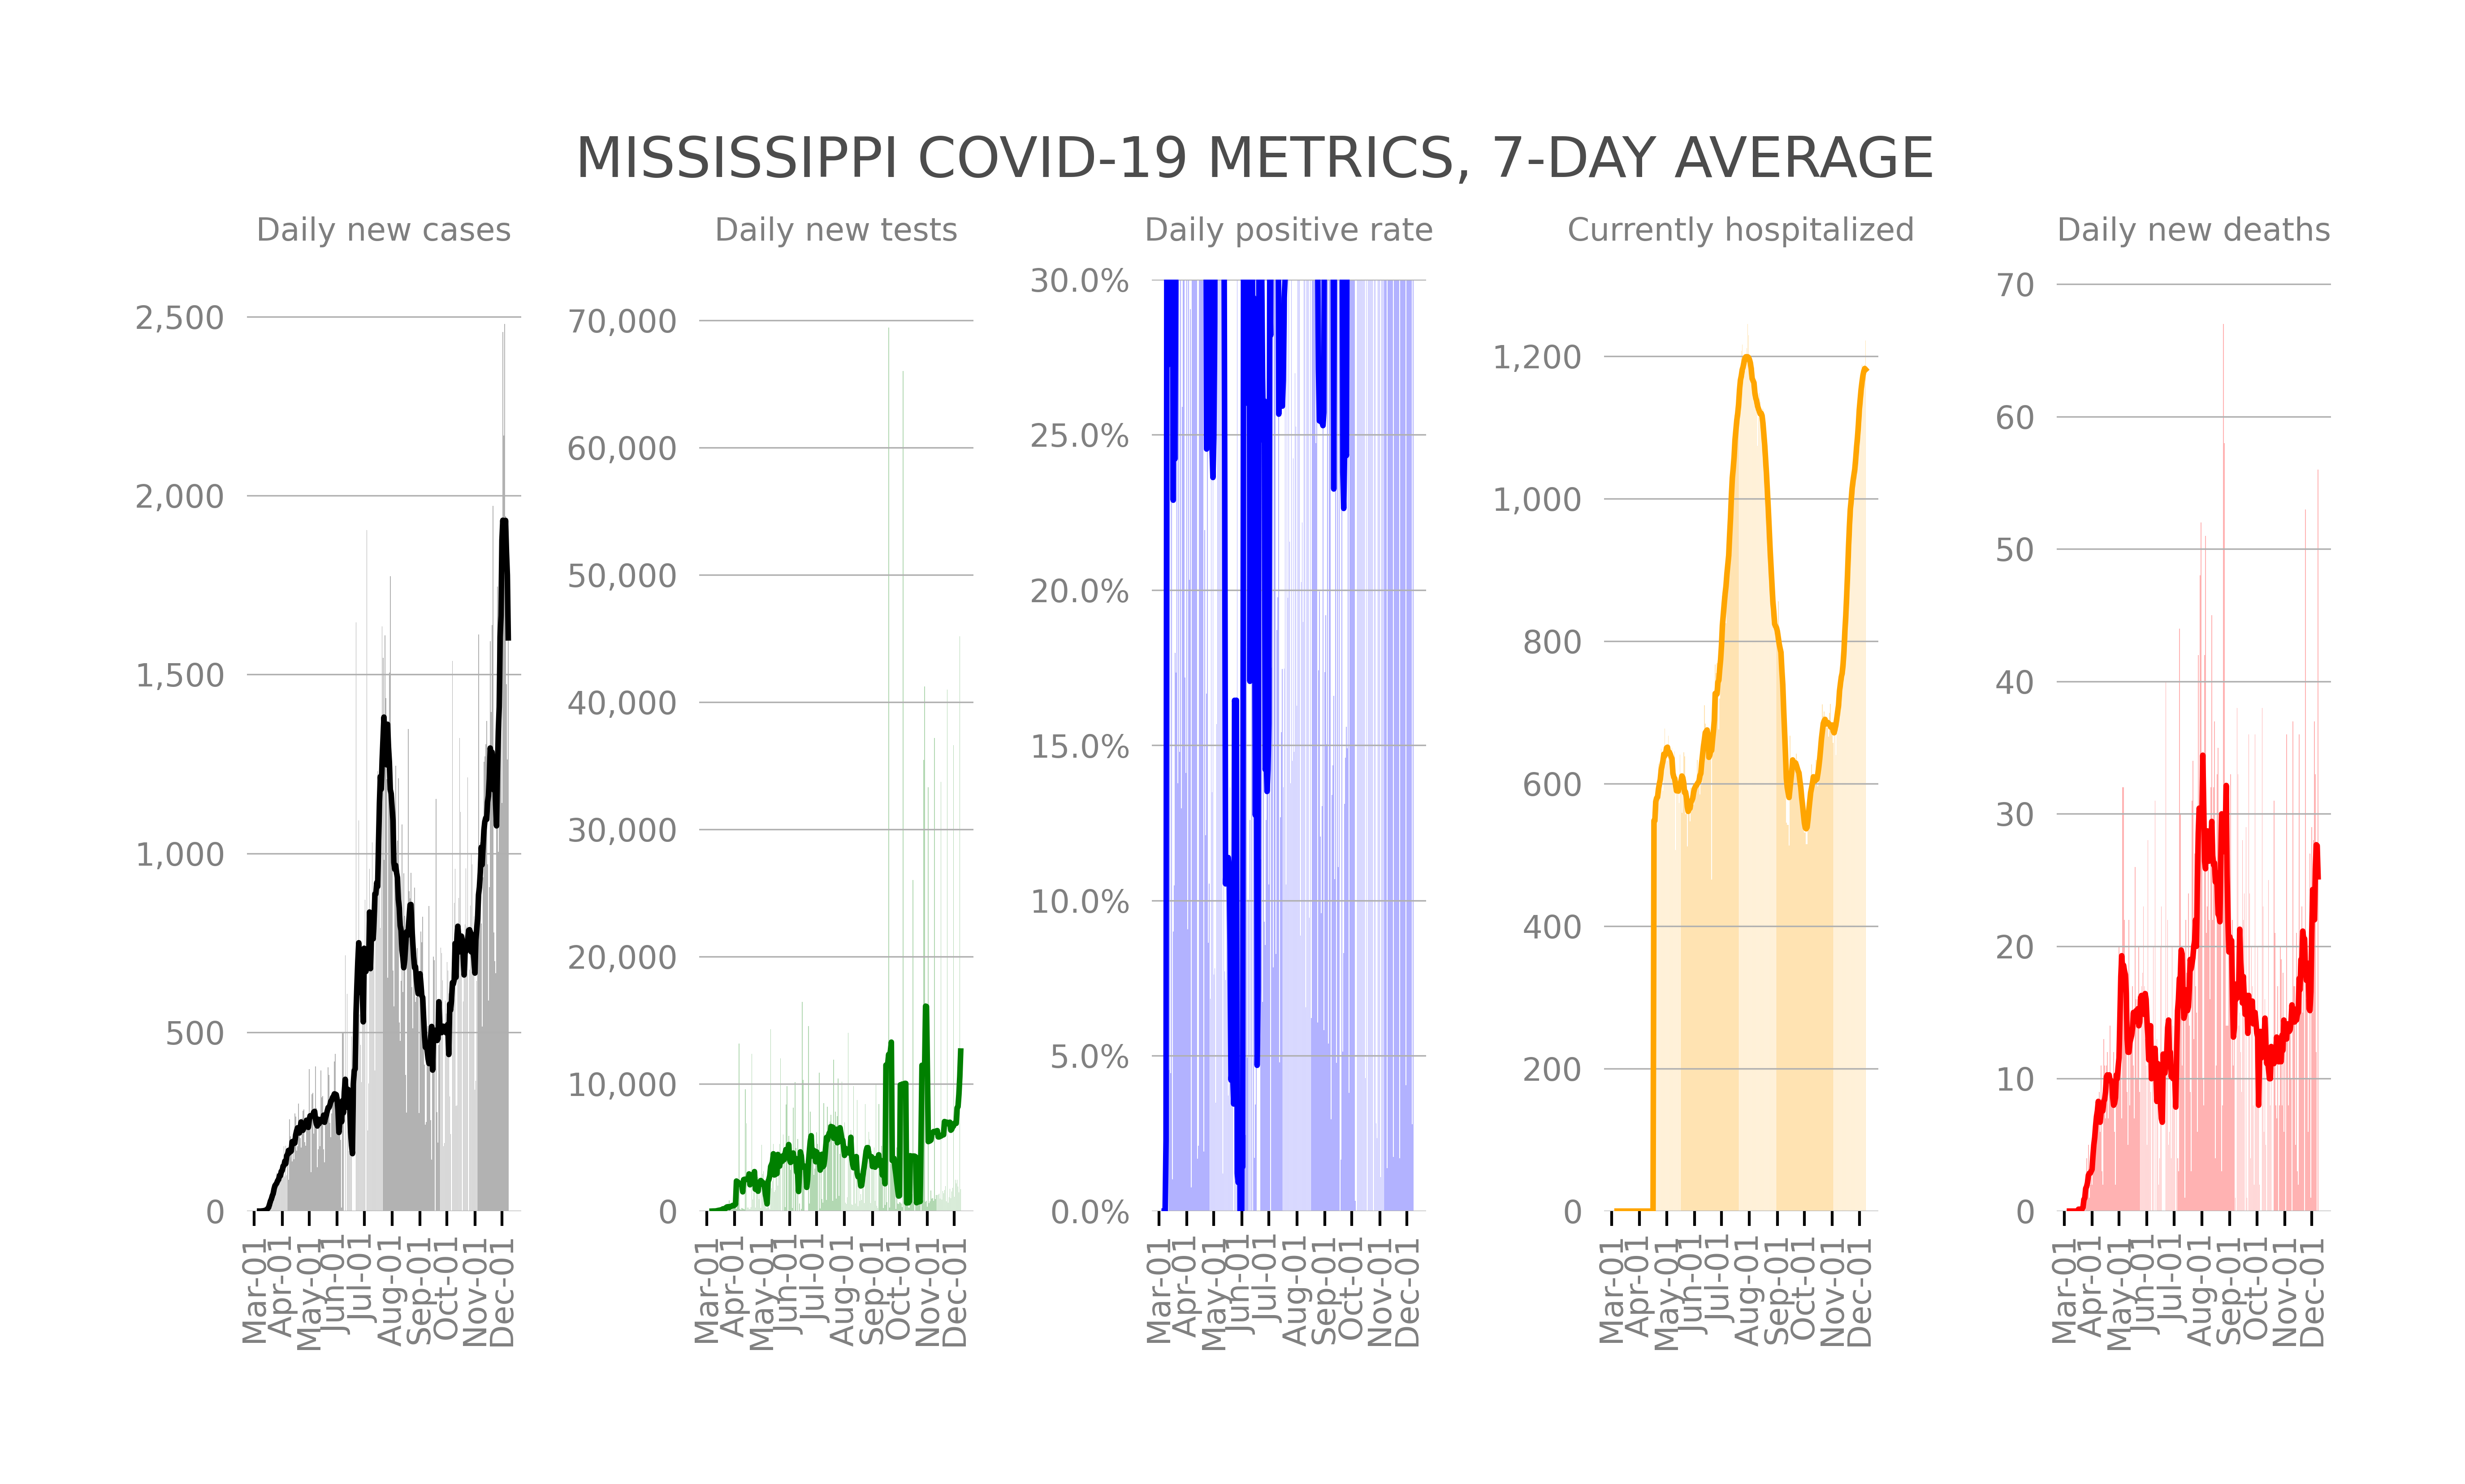 MISSISSIPPI COVID-19 METRICS, 7-DAY AVERAGE
Daily new cases
2,500
2,000
1,500
1,000
500
0
Mar-01
Apr-01
May-01
Jun-01
Jul-01
Aug-01
Sep-01
Oct-01
Nov-01
Dec-01
Daily new tests
70,000
60,000
50,000
40,000
30,000
20,000
10,000
0
Mar-01
Apr-01
May-01
Jun-01
Jul-01
Aug-01
Sep-01
Oct-01
Nov-01
Dec-01
Daily positive rate
30.0%
25.0%
20.0%
15.0%
10.0%
5.0%
0.0%
Mar-01
Apr-01
May-01
Jun-01
Jul-01
Aug-01
Sep-01
Oct-01
Nov-01
Dec-01
Currently hospitalized
1,200
1,000
800
600
400
200
0
Mar-01
Apr-01
May-01
Jun-01
Jul-01
Aug-01
Sep-01
Oct-01
Nov-01
Dec-01
Daily new deaths
70
60
50
40
30
20
10
0
Mar-01
Apr-01
May-01
Jun-01
Jul-01
Aug-01
Sep-01
Oct-01
Nov-01
Dec-01